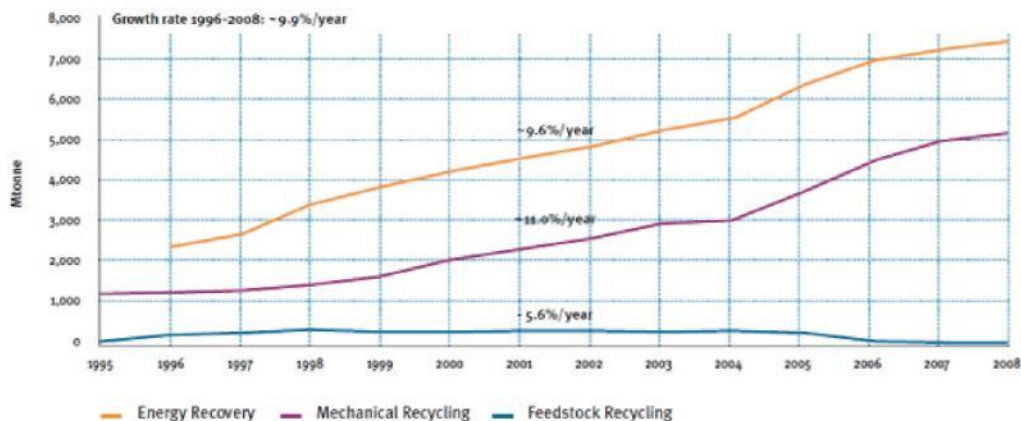 Growth rate 1996-2008: ~9.9%/year
8,000
7,000
6,000
5,000
4,000
3,000
2,000
1,000
0
Mtonne
~9.6%/year
~11.0%/year
- 5.6%/year
1995 1996 1997 1998 1999 2000 2001 2002 2003 2004 2005 2006 2007 2008
Energy Recovery Mechanical Recycling Feedstock Recycling